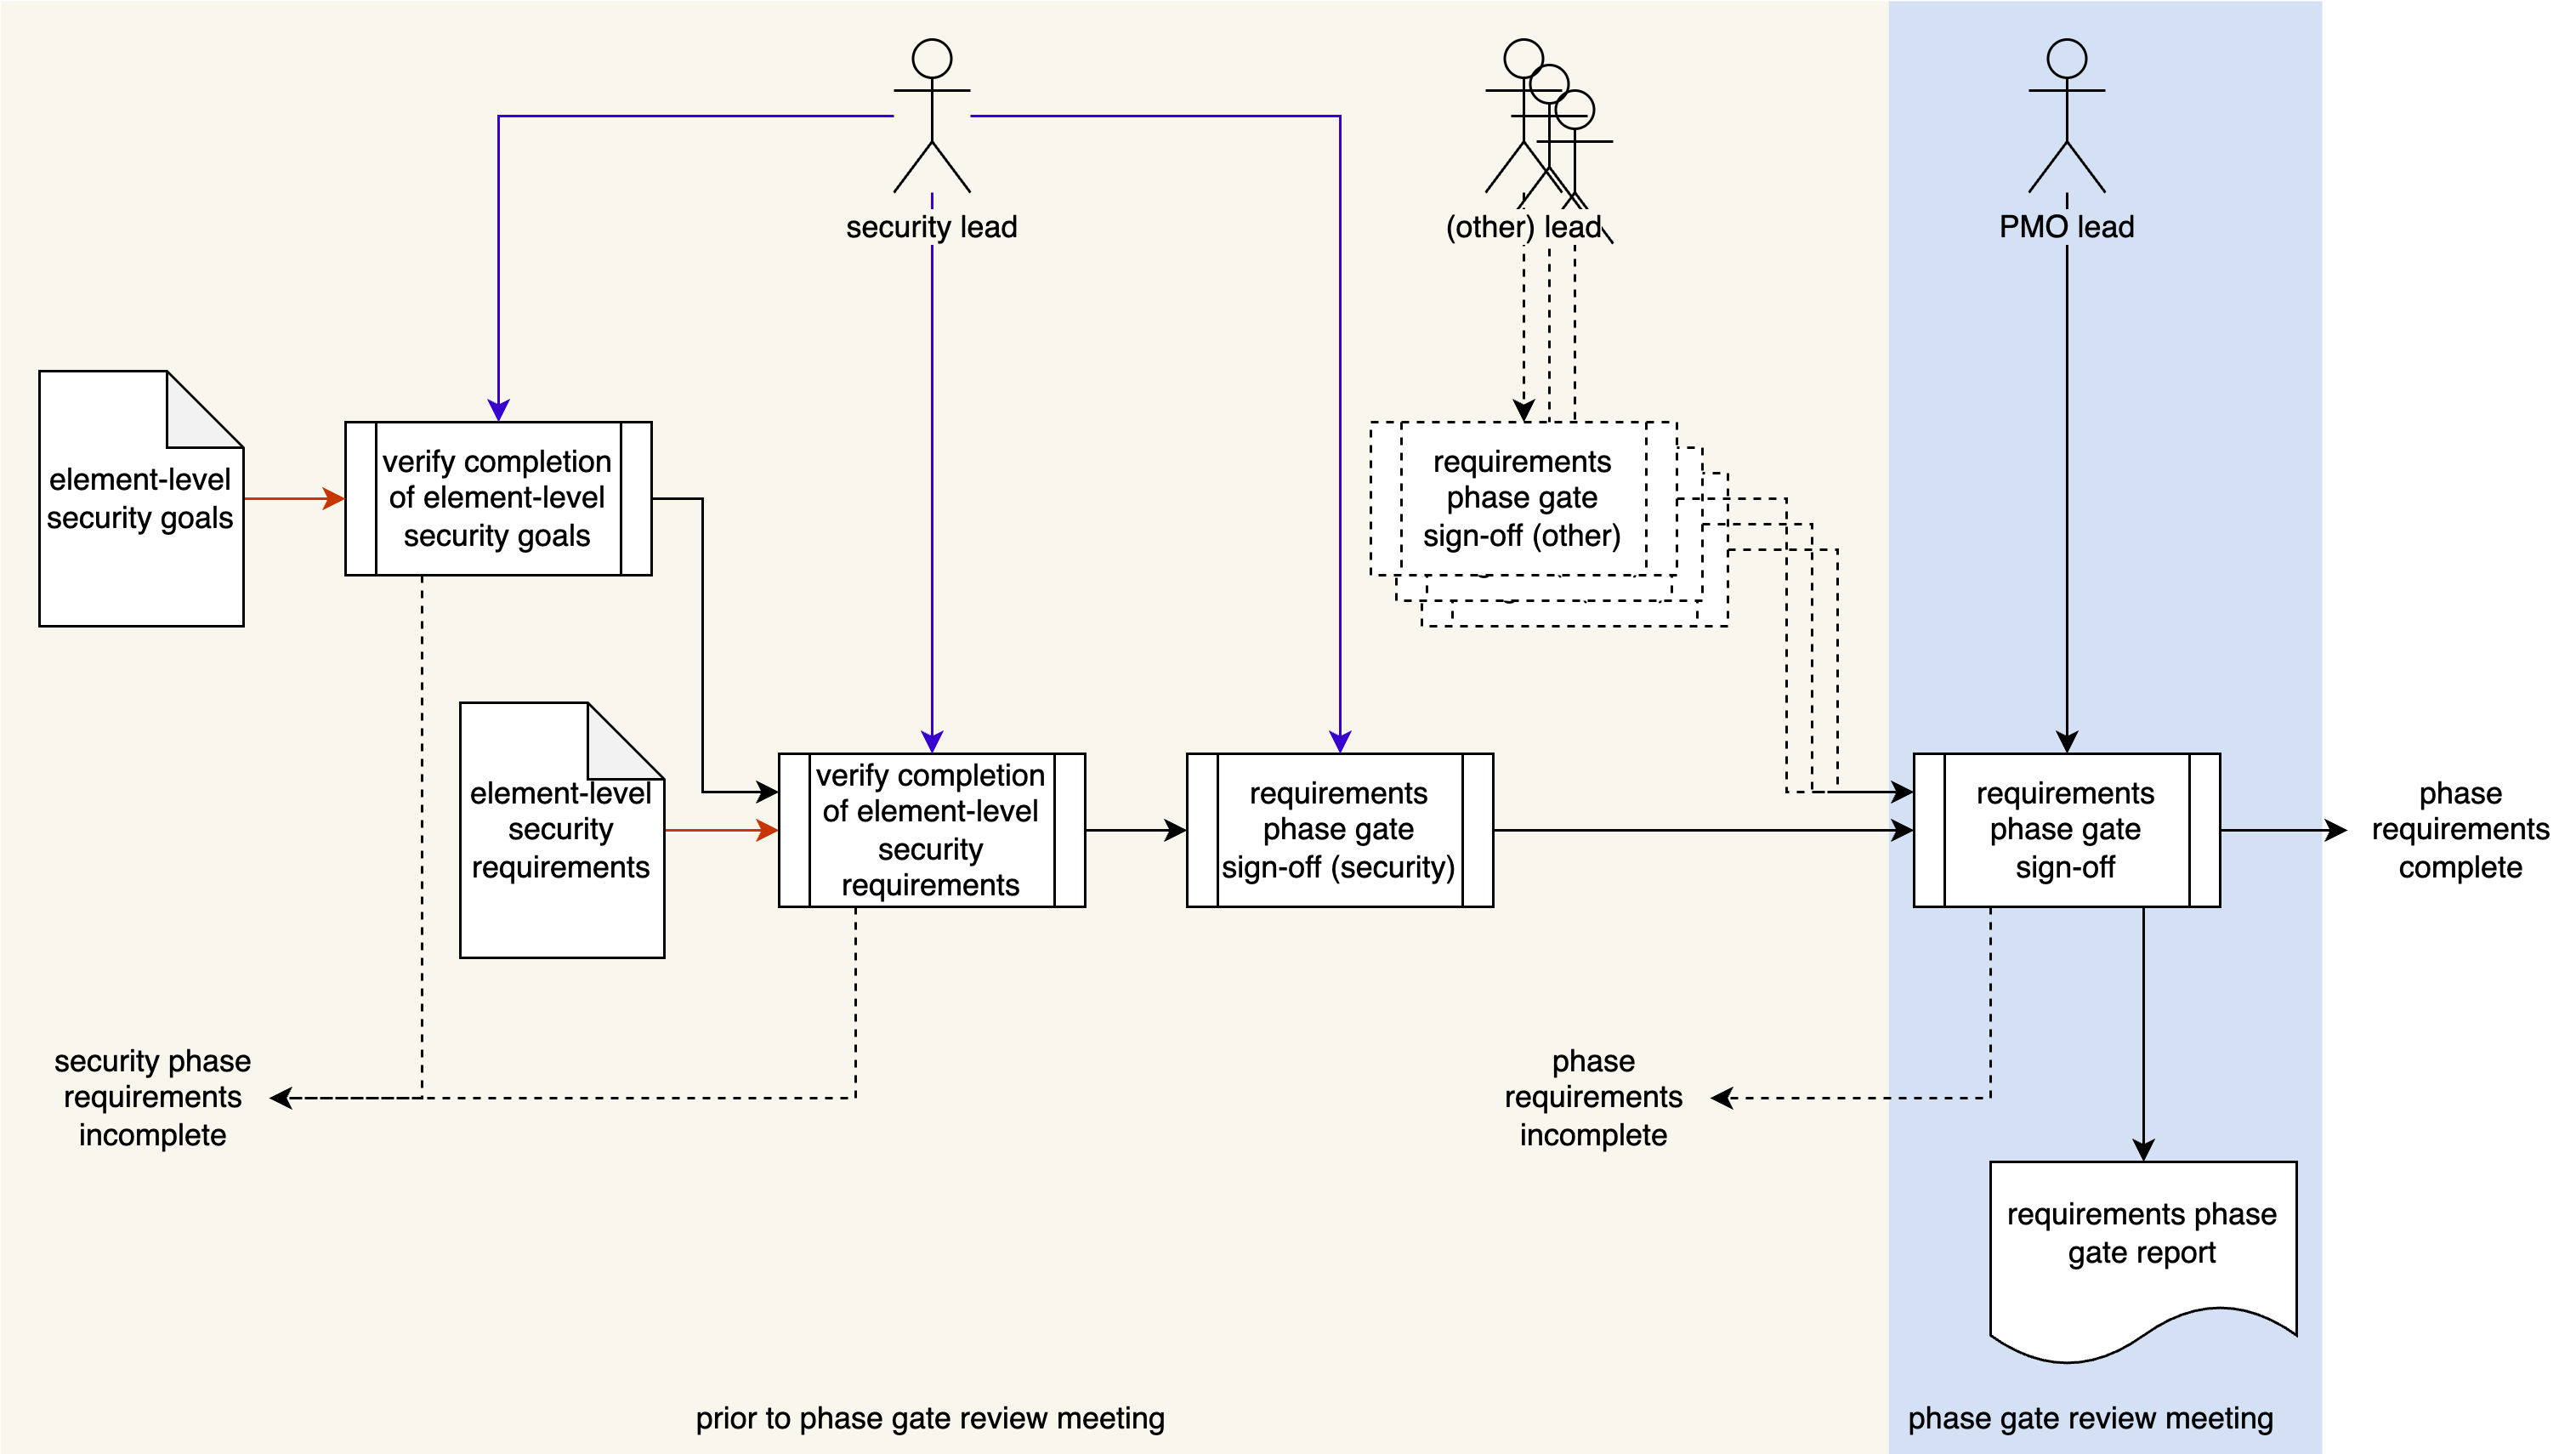 security lead
(other) lead
PMO lead
element-level
security goals
verify completion
of element-level
security goals
requirements
phase gate
sign-off (other)
element-level
security
requirements
verify completion
of element-level
security
requirements
requirements
phase gate
sign-off (security)
requirements
phase gate
sign-off
phase
requirements
complete
security phase
requirements
incomplete
phase
requirements
incomplete
requirements phase
gate report
prior to phase gate review meeting
phase gate review meeting